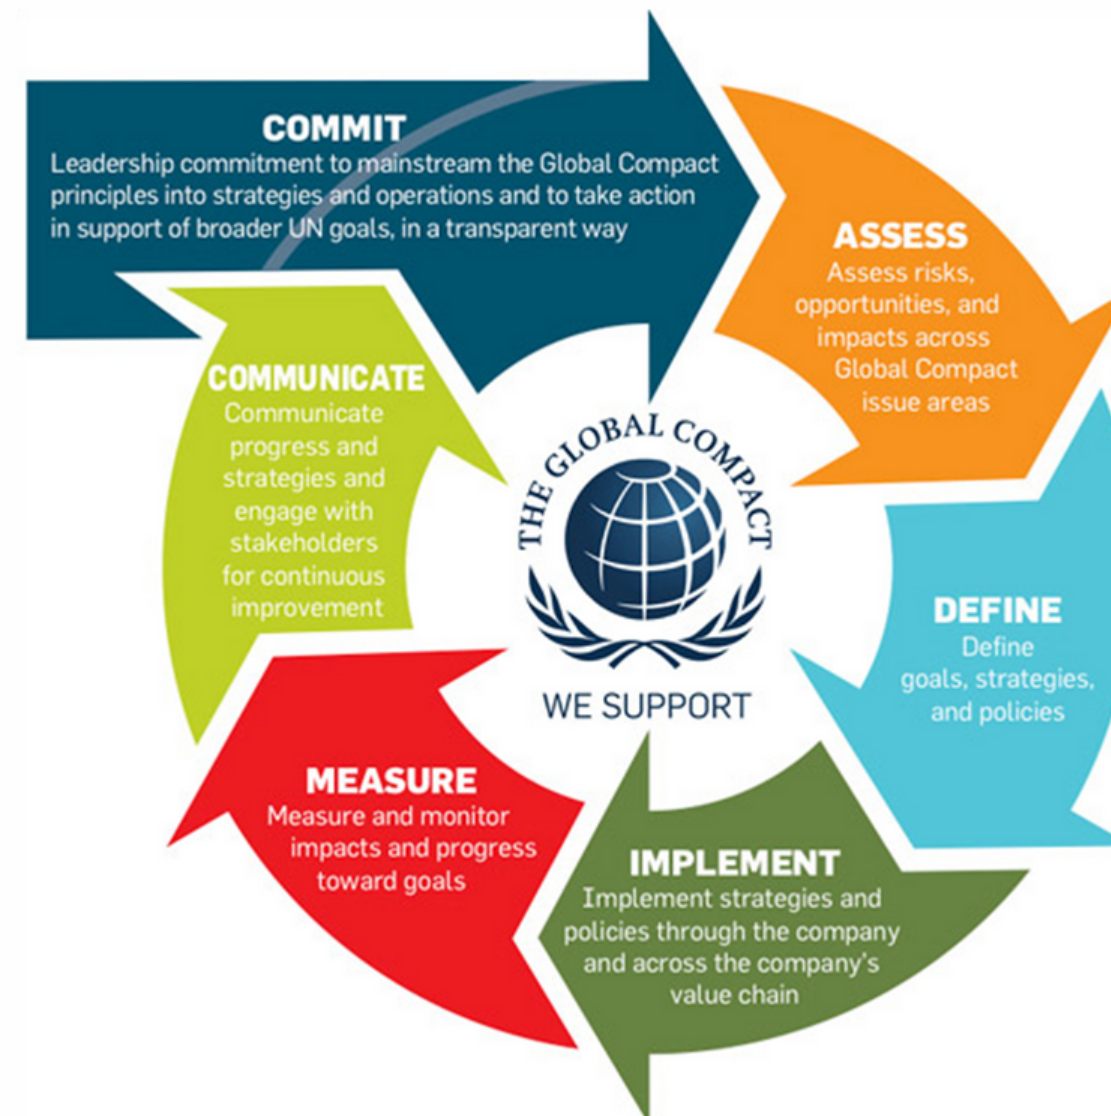 COMMIT
Leadership commitment to mainstream the Global Compact
principles into strategies and operations and to take action
in support of broader UN goals, in a transparent way
ASSESS
Assess risks,
opportunities, and
impacts across
Global Compact
issue areas
DEFINE
Define
goals, strategies,
and policies
IMPLEMENT
Implement strategies and
policies through the company
and across the company's
value chain
MEASURE
Measure and monitor
impacts and progress
toward goals
COMMUNICATE
Communicate
progress and
strategies and
engage with
stakeholders
for continuous
improvement
THE GLOBAL COMPACT
WE SUPPORT